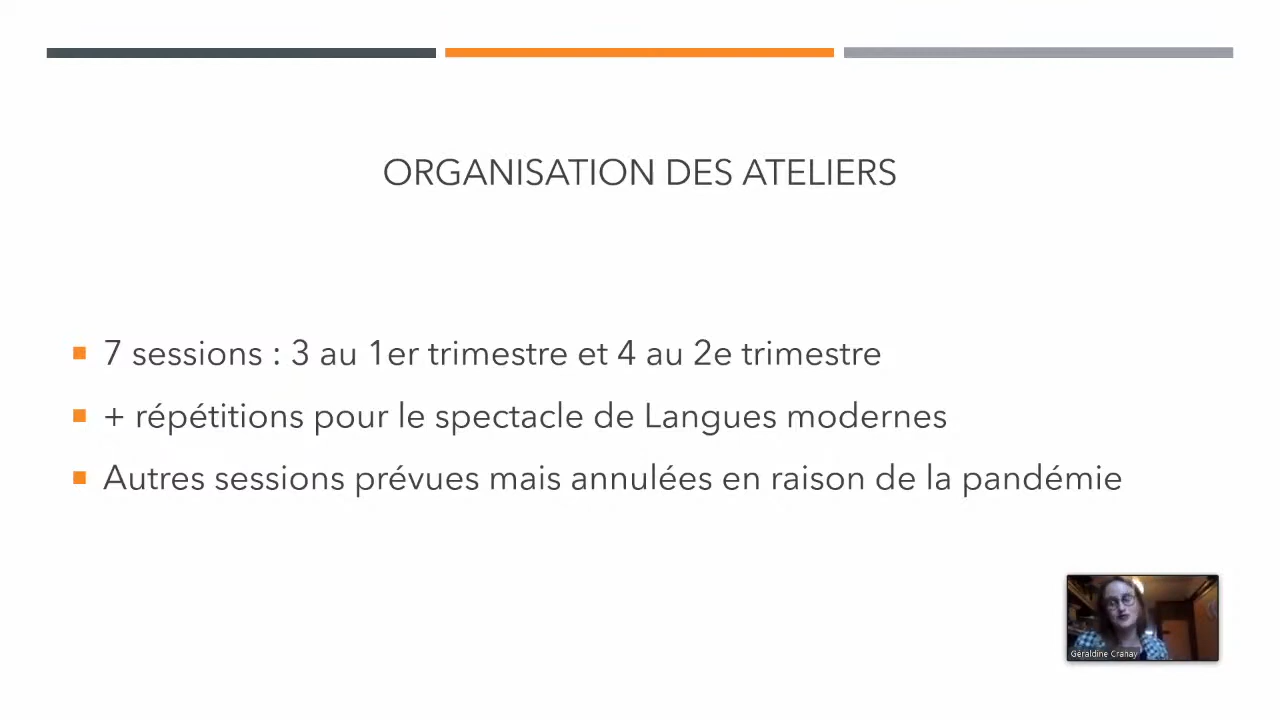 ORGANISATION DES ATELIERS
7 sessions : 3 au 1er trimestre et 4 au 2e trimestre
+ répétitions pour le spectacle de Langues modernes
Autres sessions prévues mais annulées en raison de la pandémie
Géraldine Crahay